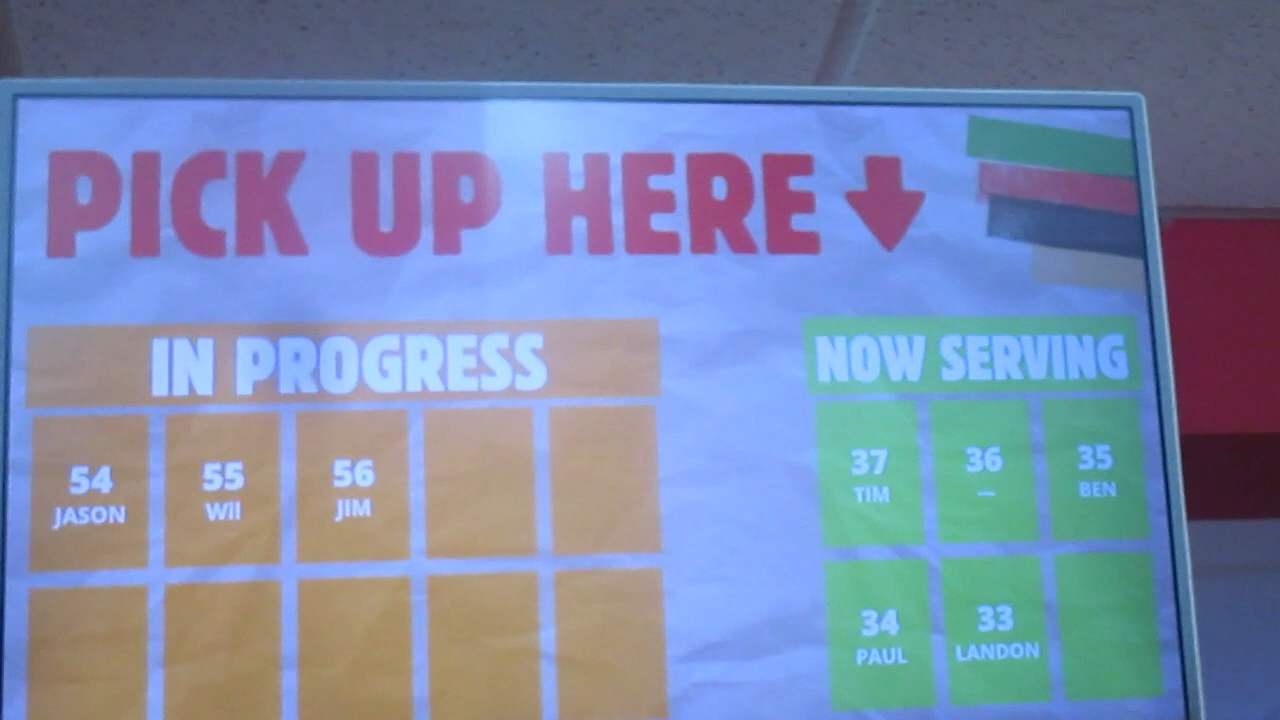 PICK UP HERE
IN PROGRESS
54
JASON
55
Wil
56
JIM
NOW SERVING
37
TIM
36
—
35
BEN
34
PAUL
33
LANDON